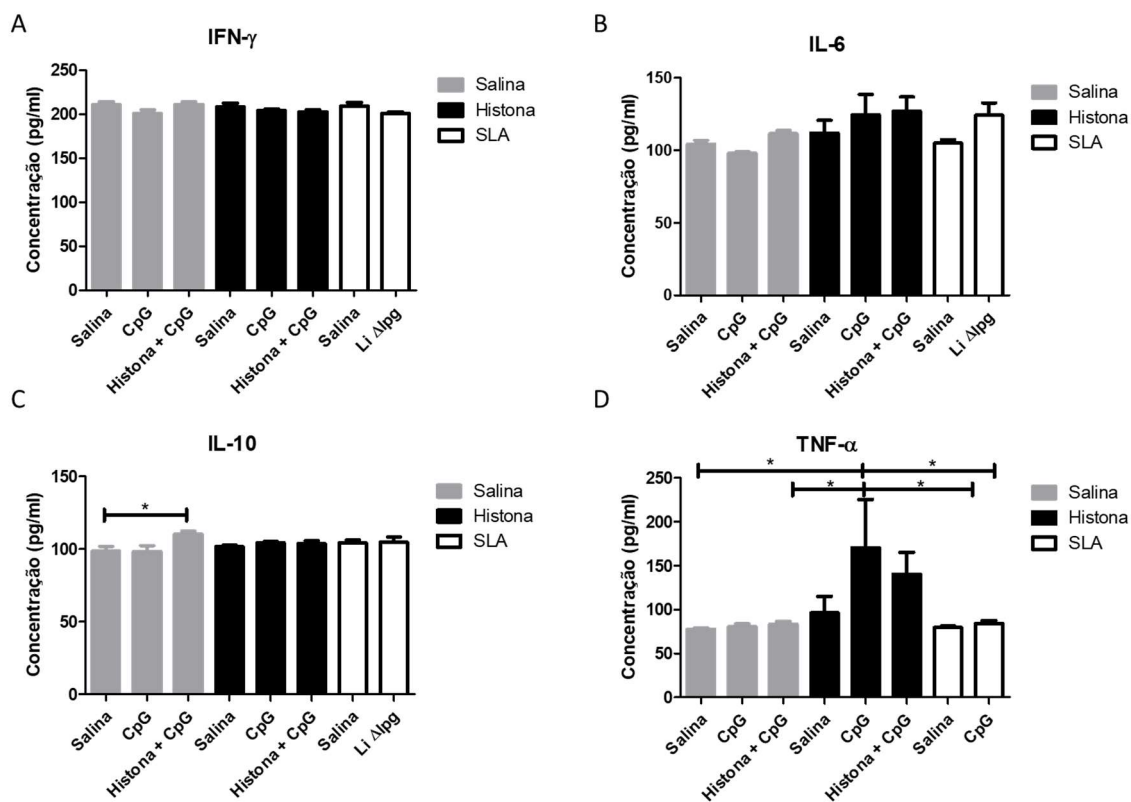 A
IFN-γ
Concentração (pg/ml)
250
200
150
100
50
0
Salina
CpG
Histona + CpG
Salina
CpG
Histona + CpG
Salina
Li Δlpg
Salina
Histona
SLA
B
IL-6
Concentração (pg/ml)
150
100
50
0
Salina
CpG
Histona + CpG
Salina
CpG
Histona + CpG
Salina
Li Δlpg
Salina
Histona
SLA
C
IL-10
Concentração (pg/ml)
150
100
50
0
*
Salina
CpG
Histona + CpG
Salina
CpG
Histona + CpG
Salina
Li Δlpg
Salina
Histona
SLA
D
TNF-α
Concentração (pg/ml)
250
200
150
100
50
0
* *
* *
Salina
CpG
Histona + CpG
Salina
CpG
Histona + CpG
Salina
CpG
Salina
Histona
SLA